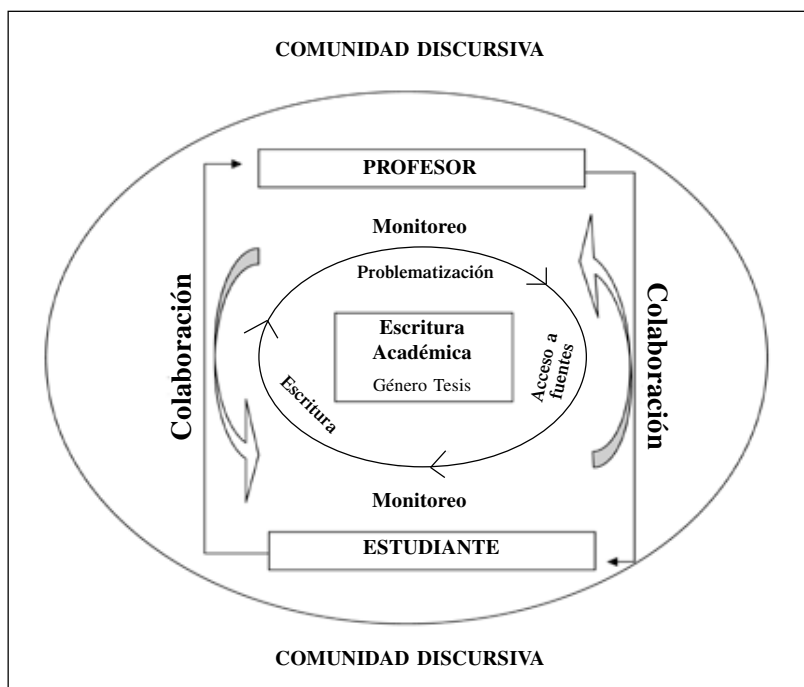 COMUNIDAD DISCURSIVA
PROFESOR
Monitoreo
Problematización
Colaboración
Escritura
Académica
Género Tesis
Escritura
Acceso a
fuentes
Colaboración
Monitoreo
ESTUDIANTE
COMUNIDAD DISCURSIVA